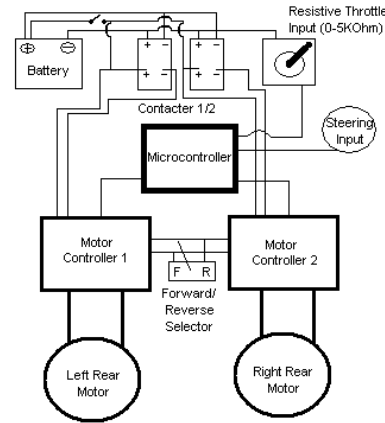 Resistive Throttle
Input (0-5KOhm)
+ -
Battery
+ -
+ -
+ -
+ -
Contacter 1/2
Steering
Input
Microcontroller
Motor
Controller 1
Motor
Controller 2
F R
Forward/
Reverse
Selector
Left Rear
Motor
Right Rear
Motor